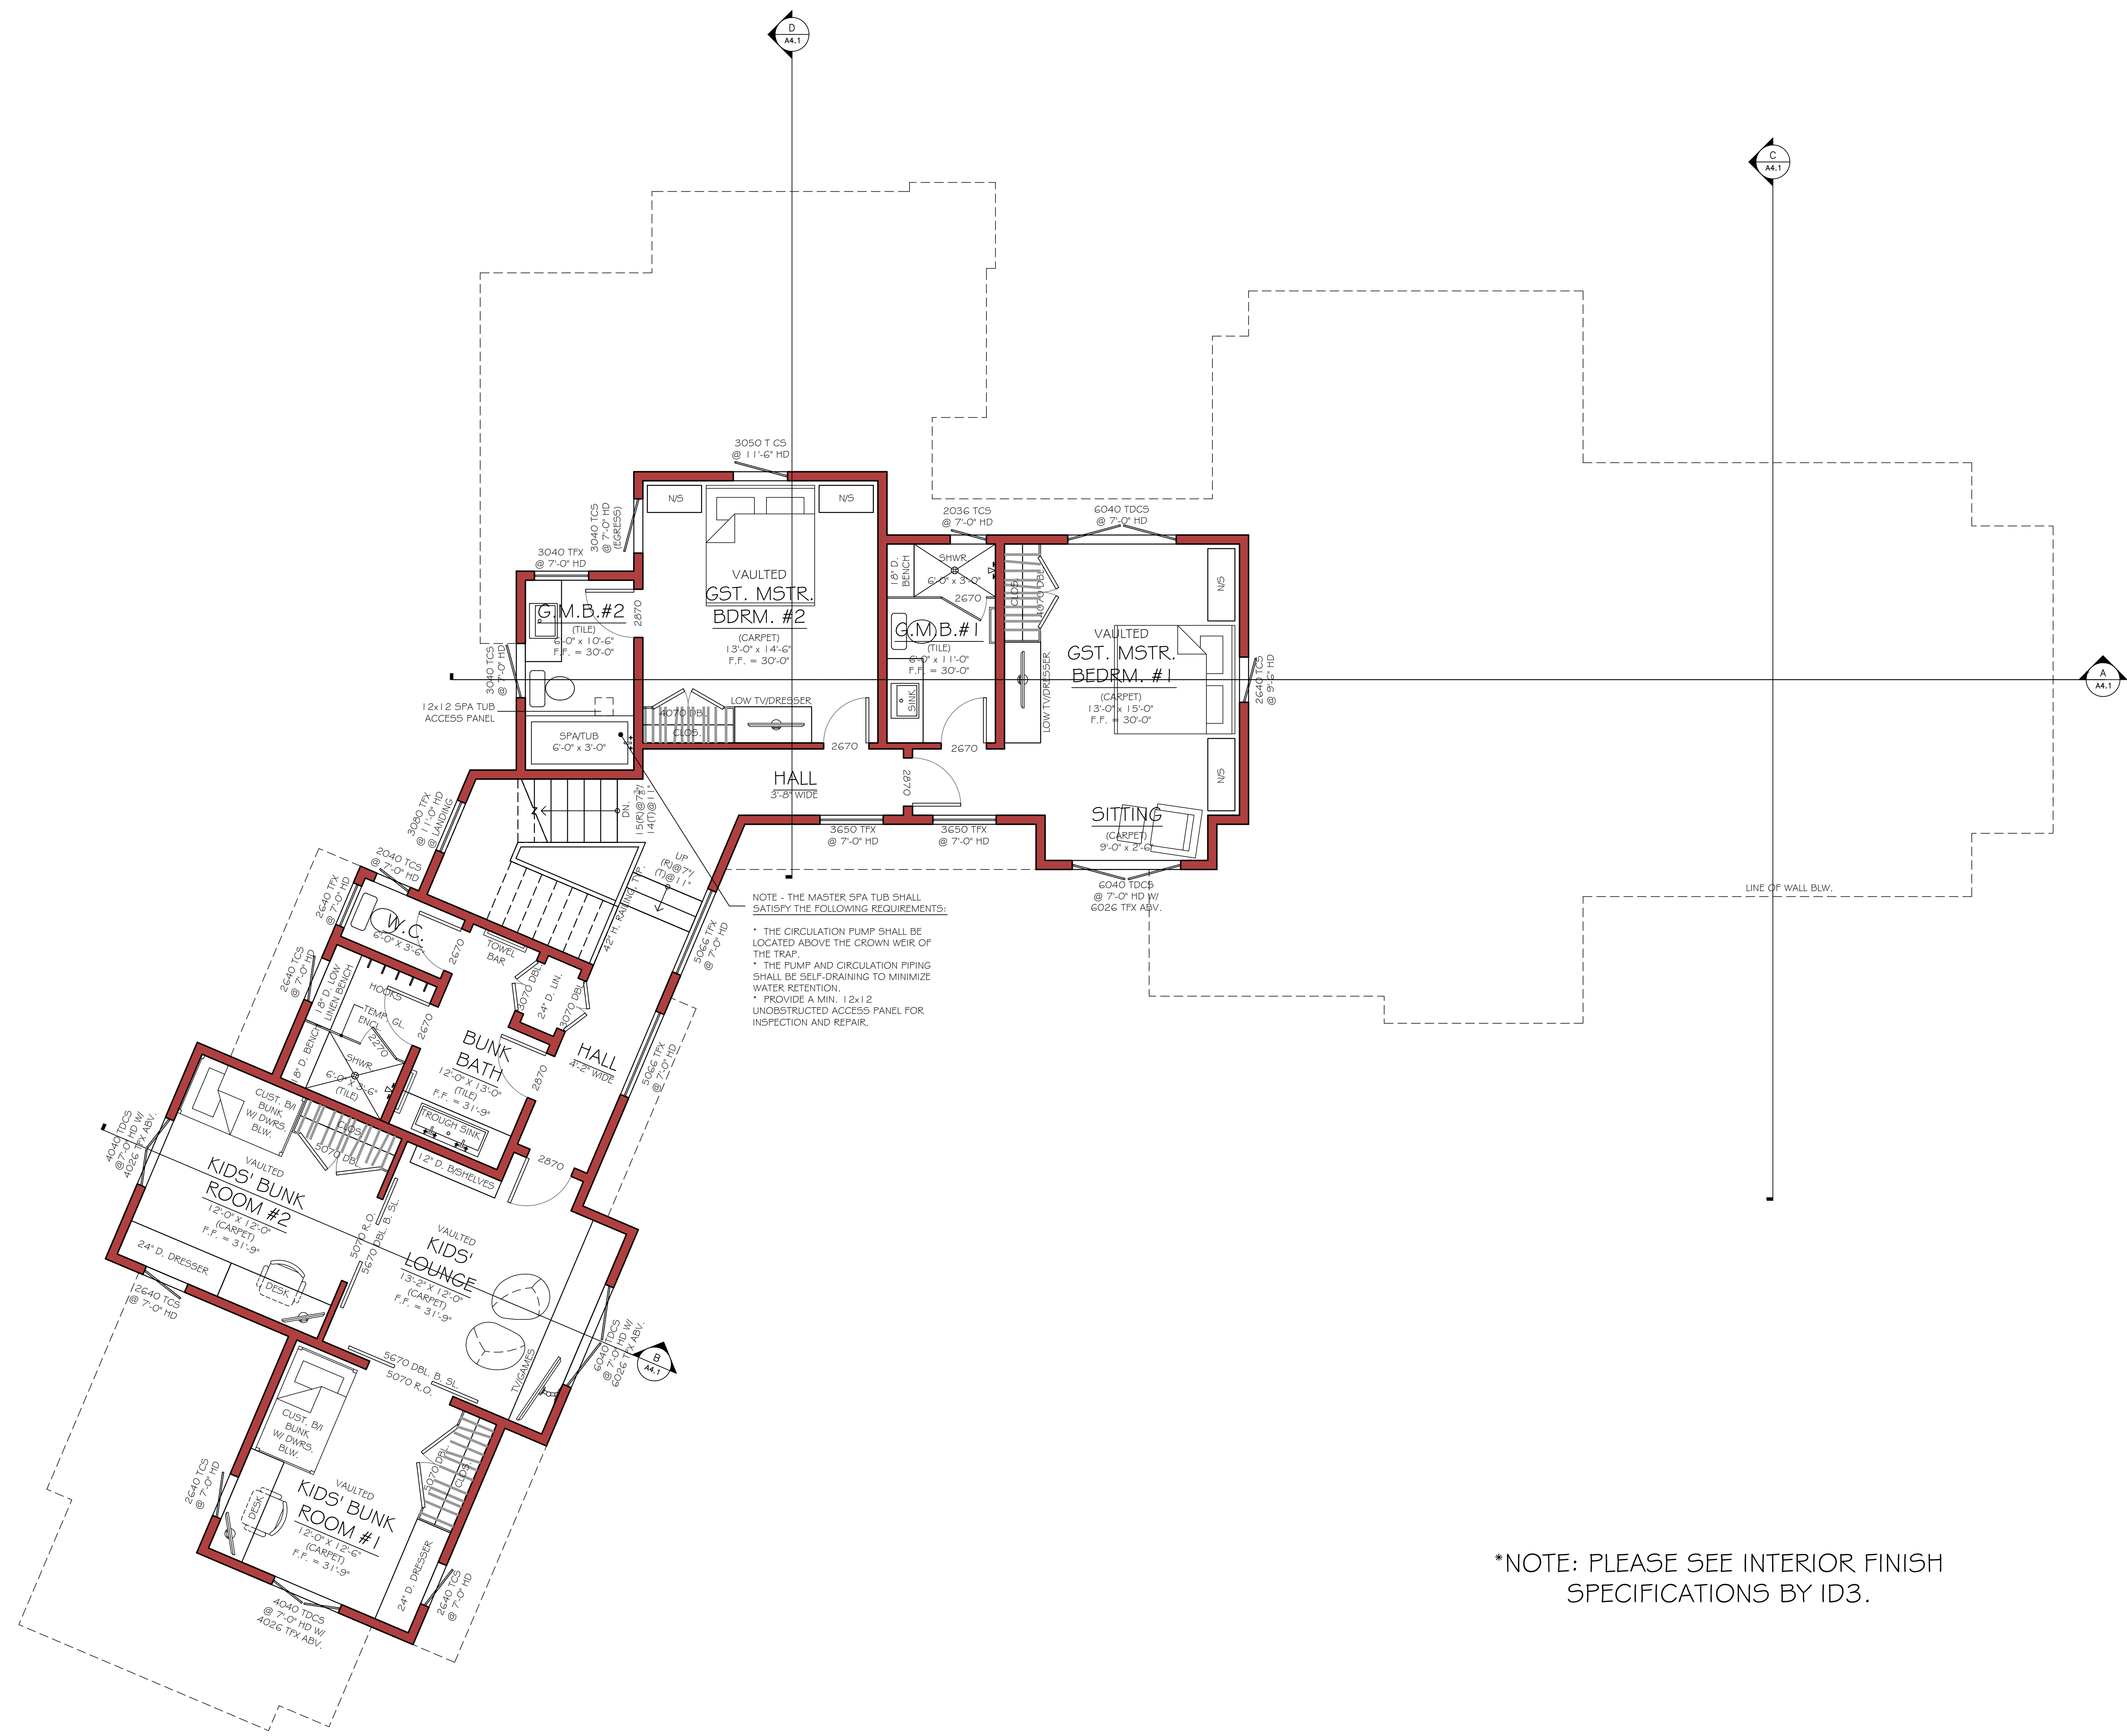 D
A4.1
C
A4.1
3050 T CS
@ 11'-6" HD
3040 TCS
@ 7'-0" HD
(EGRESS)
N/S
N/S
VAULTED
GST. MSTR.
BDRM. #2
(CARPET)
13'-0" x 14'-6"
F.F. = 30'-0"
2870
3040 TFX
@ 7'-0" HD
G.M.B.#2
(TILE)
6'-0" x 10'-6"
F.F. = 30'-0"
3040 TCS
@ 7'-0" HD
12x12 SPA TUB
ACCESS PANEL
SPA/TUB
6'-0" x 3'-0"
4070 DBL.
CLOS.
LOW TV/DRESSER
2670
2036 TCS
@ 7'-0" HD
18" D.
BENCH
SHWR.
6'-0" x 3'-0"
2670
G.M.B.#1
(TILE)
6'-0" x 11'-0"
F.F. = 30'-0"
SINK
2670
6040 TDCS
@ 7'-0" HD
CLOS.
4070 DBL.
N/S
VAULTED
GST. MSTR.
BEDRM. #1
(CARPET)
13'-0" x 15'-0"
F.F. = 30'-0"
LOW TV/DRESSER
2640 TCS
@ 9'-6" HD
N/S
A
A4.1
HALL
3'-8" WIDE
2870
SITTING
(CARPET)
9'-0" x 2'-6"
3650 TFX
@ 7'-0" HD
3650 TFX
@ 7'-0" HD
6040 TDCS
@ 7'-0" HD W/
6026 TFX ABV.
LINE OF WALL BLW.
DN.
14(T)@11"
3080 TFX
@ 11'-0" HD
@ LANDING
UP
(R)@7"/
(T)@11"
42" H. RAILING, TYP.
NOTE - THE MASTER SPA TUB SHALL
SATISFY THE FOLLOWING REQUIREMENTS:
* THE CIRCULATION PUMP SHALL BE
LOCATED ABOVE THE CROWN WEIR OF
THE TRAP.
* THE PUMP AND CIRCULATION PIPING
SHALL BE SELF-DRAINING TO MINIMIZE
WATER RETENTION.
* PROVIDE A MIN. 12x12
UNOBSTRUCTED ACCESS PANEL FOR
INSPECTION AND REPAIR.
2040 TCS
@ 7'-0" HD
2640 TFX
@ 7'-0" HD
W.C.
6'-0" X 3'-6"
2670
TOWEL
BAR
5066 TFX
@ 7'-0" HD
2640 TCS
@ 7'-0" HD
18" D. LOW
LINEN BENCH
HOOKS
TEMP. GL.
ENCL.
2270
2670
3070 DBL.
24" D. LIN.
3070 DBL.
18" D. BENCH
SHWR
6'-0" X 3'-6"
(TILE)
BUNK
BATH
12'-0" X 13'-0"
(TILE)
F.F. = 31'-9"
2870
HALL
4'-2" WIDE
5066 TFX
@ 7'-0" HD
TROUGH SINK
12" D. B/SHELVES
2870
4040 TDCS
@7'-0" HD W/
4026 TFX ABV.
CUST. B/I
BUNK
W/ DWRS.
BLW.
CLOS.
5070 DBL.
VAULTED
KIDS' BUNK
ROOM #2
12'-0" X 12'-0"
(CARPET)
F.F. = 31'-9"
24" D. DRESSER
DESK
2640 TCS
@ 7'-0" HD
5070 R.O.
5670 DBL. B. SL.
VAULTED
KIDS'
LOUNGE
13'-2" X 12'-0"
(CARPET)
F.F. = 31'-9"
TV/GAMES
6040 TDCS
@ 7'-0" HD W/
6026 TFX ABV.
B
A4.1
5670 DBL. B. SL.
5070 R.O.
CUST. B/I
BUNK
W/ DWRS.
BLW.
5070 DBL.
CLOS.
2640 TCS
@ 7'-0" HD
DESK
VAULTED
KIDS' BUNK
ROOM #1
12'-0" X 12'-6"
(CARPET)
F.F. = 31'-9"
24" D. DRESSER
2640 TCS
@ 7'-0" HD
4040 TDCS
@ 7'-0" HD W/
4026 TFX ABV.
*NOTE: PLEASE SEE INTERIOR FINISH
SPECIFICATIONS BY ID3.